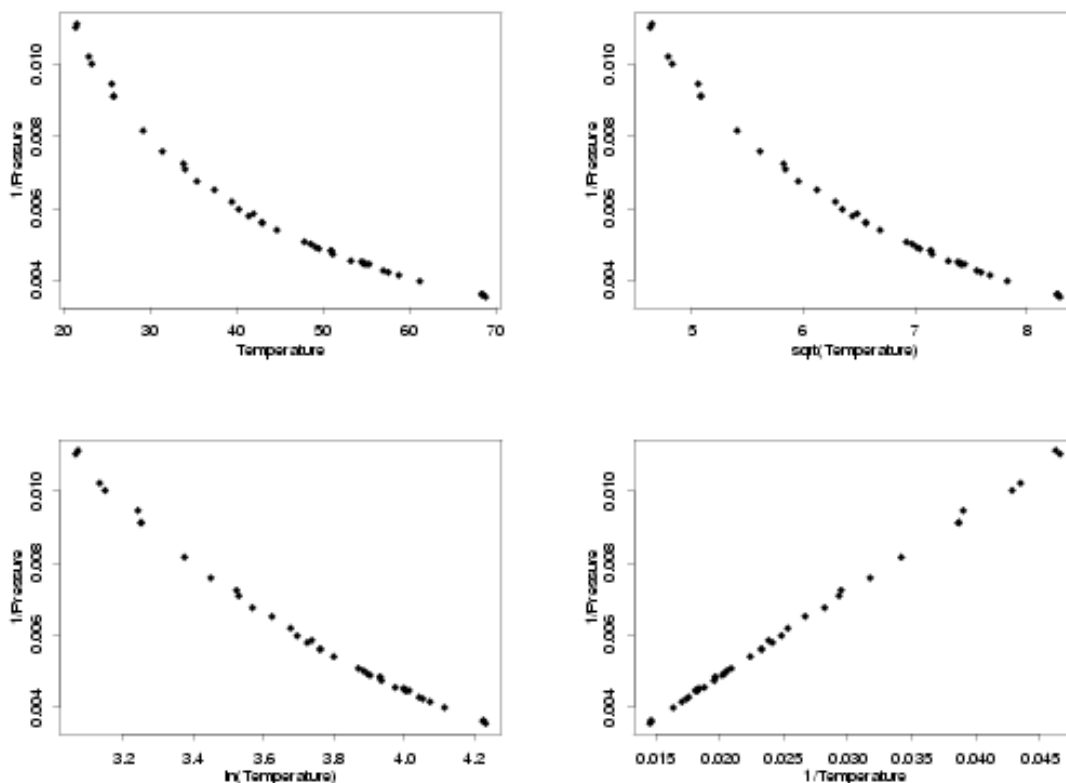 1/Pressure
0.004 0.006 0.008 0.010
20 30 40 50 60 70
Temperature
1/Pressure
0.004 0.006 0.008 0.010
5 6 7 8
sqrt(Temperature)
1/Pressure
0.004 0.006 0.008 0.010
3.2 3.4 3.6 3.8 4.0 4.2
ln(Temperature)
1/Pressure
0.004 0.006 0.008 0.010
0.015 0.020 0.025 0.030 0.035 0.040 0.045
1/Temperature